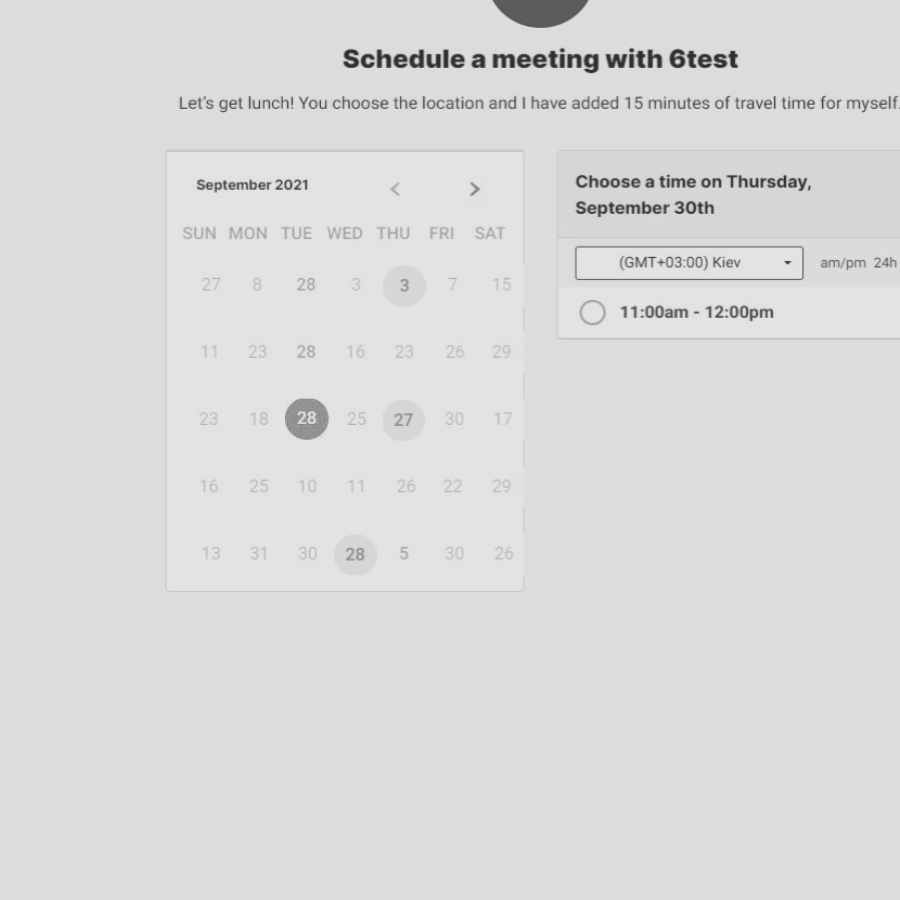 Schedule a meeting with 6test
Let's get lunch! You choose the location and I have added 15 minutes of travel time for myself.
September 2021
SUN MON TUE WED THU FRI SAT
27 8 28 3 3 7 15
11 23 28 16 23 26 29
23 18 28 25 27 30 17
16 25 10 11 26 22 29
13 31 30 28 5 30 26
Choose a time on Thursday,
September 30th
(GMT+03:00) Kiev
am/pm 24h
11:00am - 12:00pm